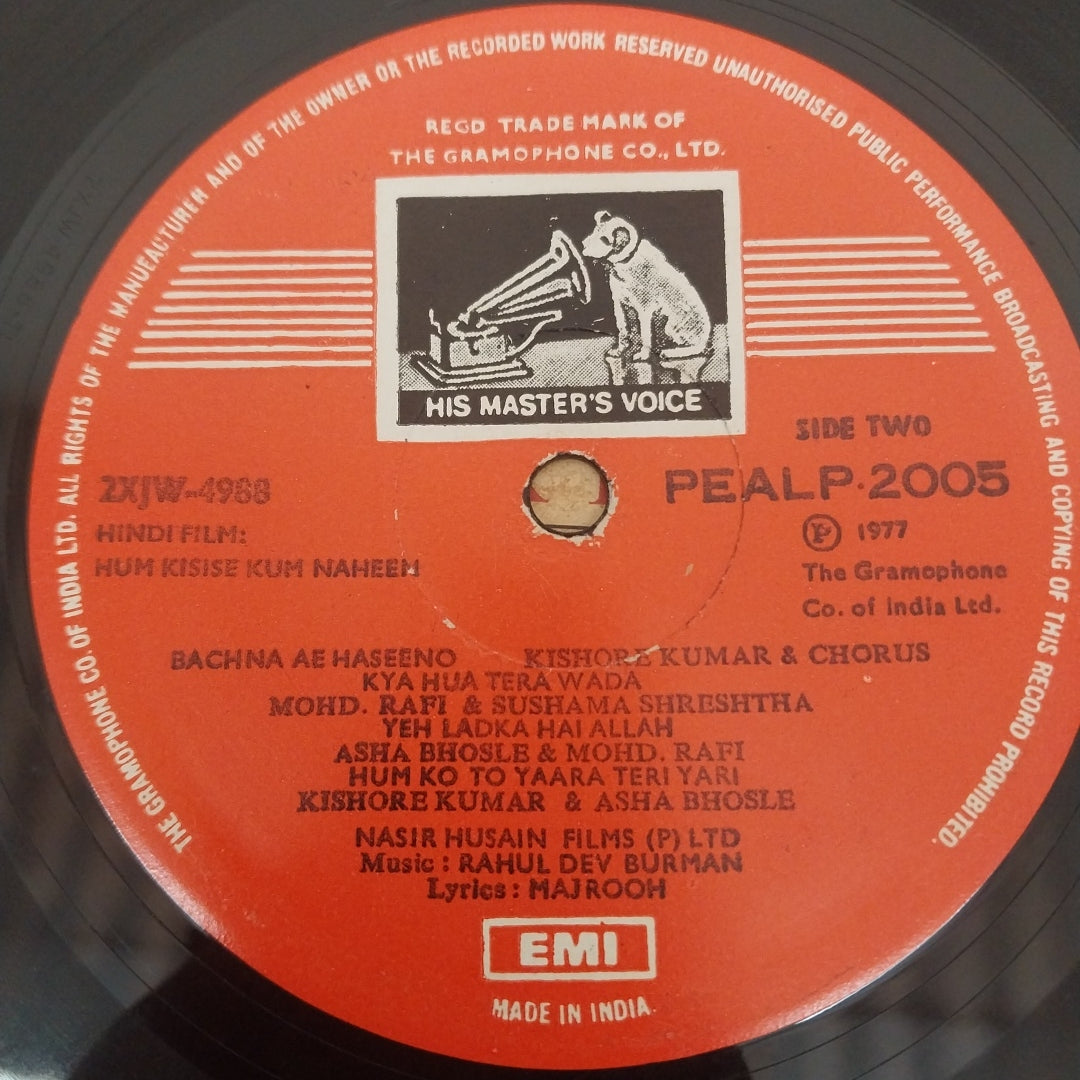 THE GRAMOPHONE CO. OF INDIA LTD. ALL RIGHTS OF THE MANUFACTURER AND OF THE OWNER OR THE RECORDED WORK RESERVED UNAUTHORISED PUBLIC PERFORMANCE BROADCASTING AND COPYING OF THIS RECORD PROHIBITED.
REGD TRADE MARK OF
THE GRAMOPHONE CO., LTD.
HIS MASTER'S VOICE
SIDE TWO
2XJW-4988
PEALP·2005
HINDI FILM:
HUM KISISE KUM NAHEEN
Ⓟ 1977
The Gramophone
Co. of India Ltd.
BACHNA AE HASEENO KISHORE KUMAR & CHORUS
KYA HUA TERA WADA
MOHD. RAFI & SUSHAMA SHRESHTHA
YEH LADKA HAI ALLAH
ASHA BHOSLE & MOHD. RAFI
HUM KO TO YAARA TERI YARI
KISHORE KUMAR & ASHA BHOSLE
NASIR HUSAIN FILMS (P) LTD
Music : RAHUL DEV BURMAN
Lyrics : MAJROOH
EMI
MADE IN INDIA.